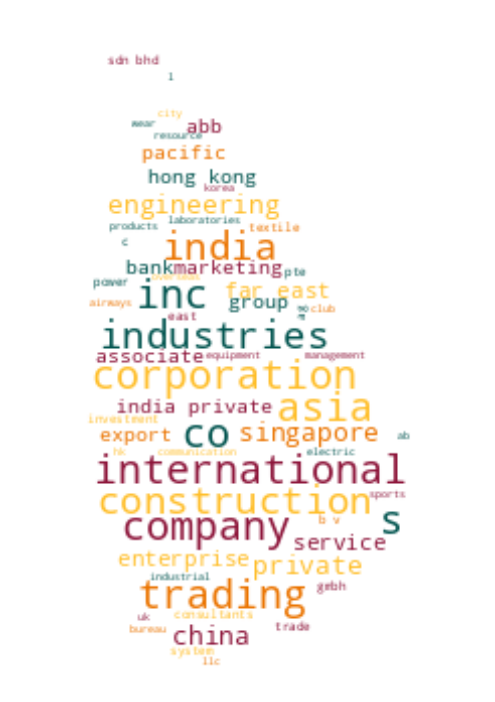 sdn bhd
l
city
wear abb
resource
pacific
hong kong
korea
engineering
laboratories
products textile
c india
bank marketing pte
overseas
power inc far east
airways group club
east
industries
associate equipment management
corporation
india private asia
investment
export co singapore ab
hk communication electric
international
sports
construction
company b v s
service
enterprise private
industrial
trading gmbh
uk consultants
bureau china trade
system
llc